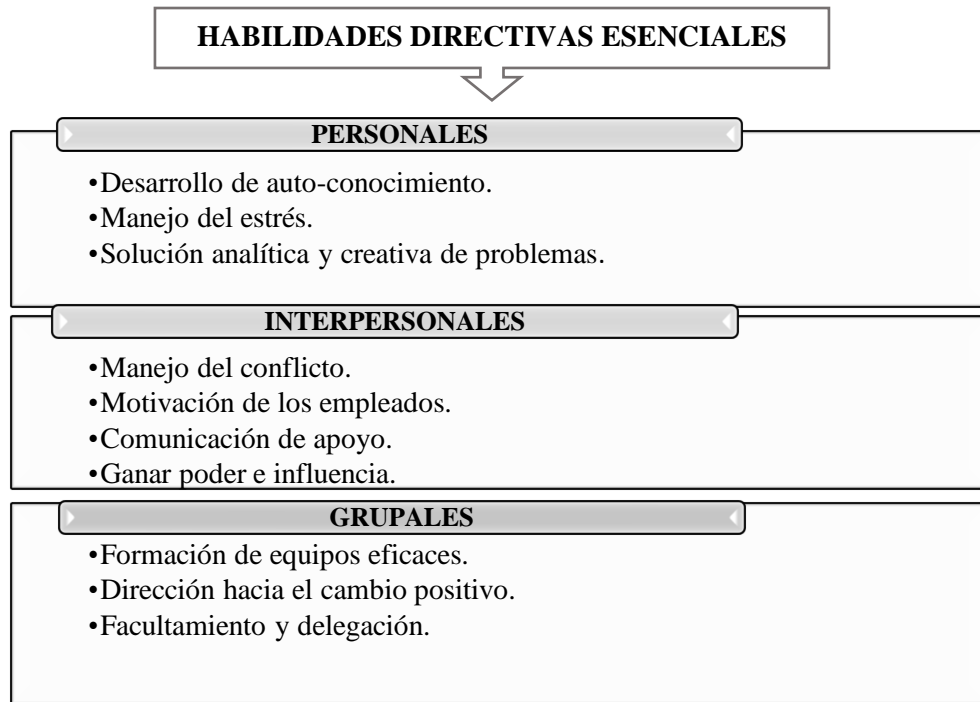 HABILIDADES DIRECTIVAS ESENCIALES
PERSONALES
•Desarrollo de auto-conocimiento.
•Manejo del estrés.
•Solución analítica y creativa de problemas.
INTERPERSONALES
•Manejo del conflicto.
•Motivación de los empleados.
•Comunicación de apoyo.
•Ganar poder e influencia.
GRUPALES
•Formación de equipos eficaces.
•Dirección hacia el cambio positivo.
•Facultamiento y delegación.